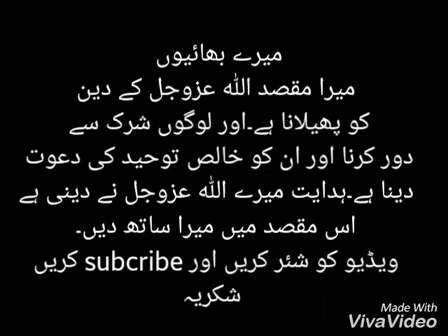 میرے بھائیوں
میرا مقصد اللہ عزوجل کے دین
کو پھیلانا ہے۔اور لوگوں شرک سے
دور کرنا اور ان کو خالص توحید کی دعوت
دینا ہے۔ہدایت میرے اللہ عزوجل نے دینی ہے
اس مقصد میں میرا ساتھ دیں۔
ویڈیو کو شئر کریں اور subcribe کریں
شکریہ
Made With
VivaVideo